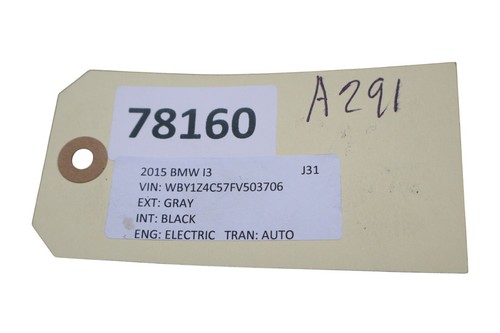 A291
78160
2015 BMW I3 J31
VIN: WBY1Z4C57FV503706
EXT: GRAY
INT: BLACK
ENG: ELECTRIC TRAN: AUTO